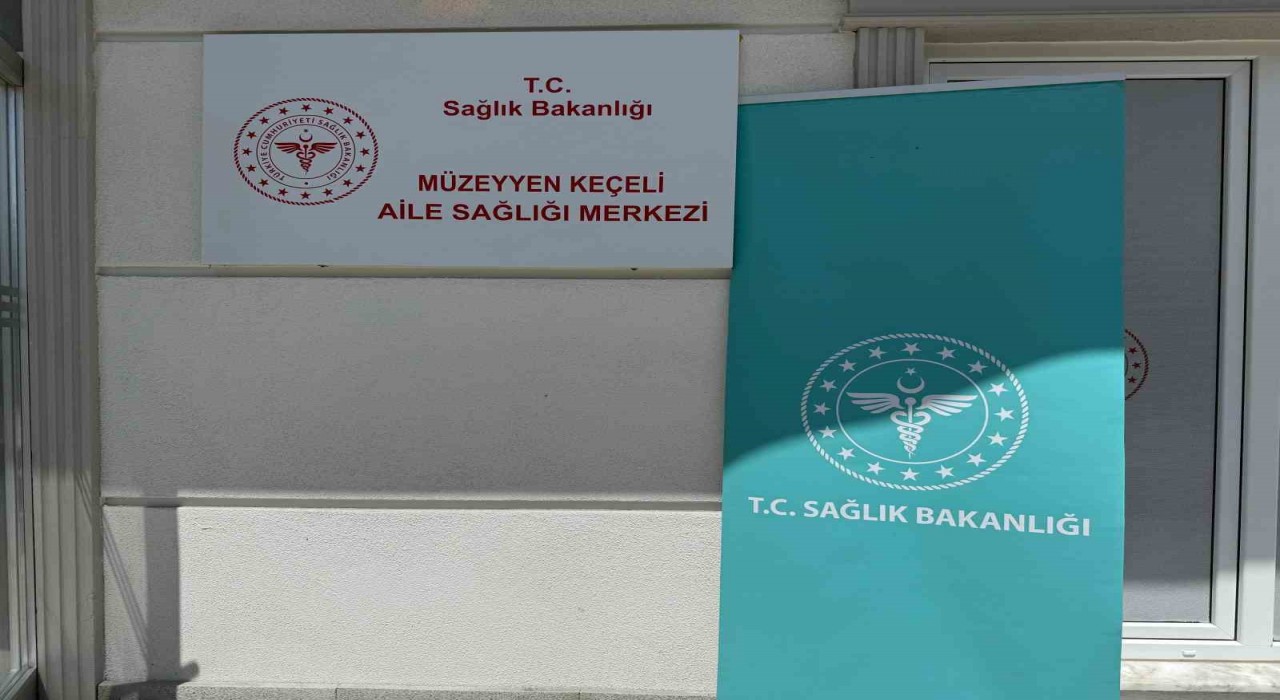 T.C.
Sağlık Bakanlığı
TÜRKİYE CUMHURİYETİ SAĞLIK BAKANLIĞI
MÜZEYYEN KEÇELİ
AİLE SAĞLIĞI MERKEZİ
T.C. SAĞLIK BAKANLIĞI